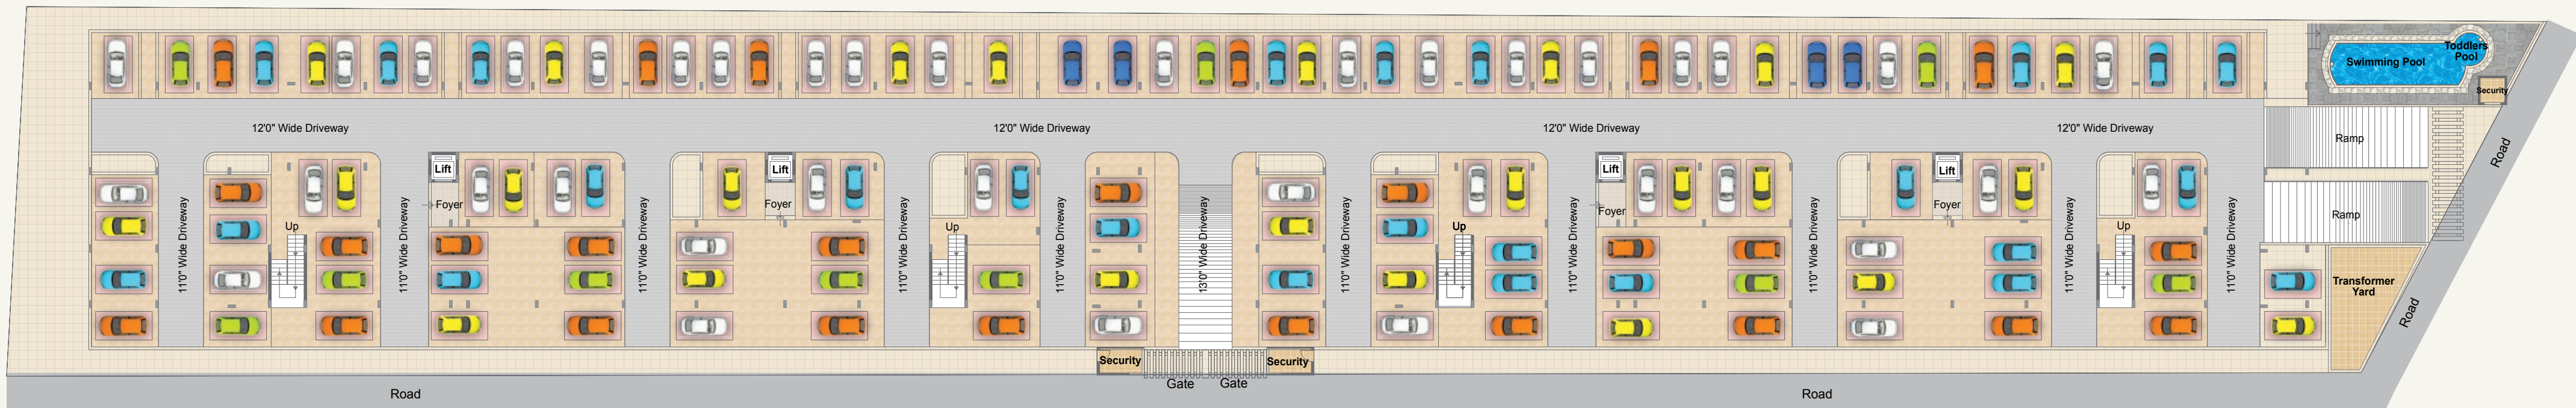 Toddlers
Pool
Swimming Pool
Security
12'0" Wide Driveway
12'0" Wide Driveway
12'0" Wide Driveway
12'0" Wide Driveway
Ramp
Road
Lift
Lift
Lift
Lift
Foyer
Foyer
Foyer
Foyer
Ramp
Up
Up
Up
Up
11'0" Wide Driveway
11'0" Wide Driveway
11'0" Wide Driveway
11'0" Wide Driveway
11'0" Wide Driveway
13'0" Wide Driveway
11'0" Wide Driveway
11'0" Wide Driveway
11'0" Wide Driveway
11'0" Wide Driveway
Transformer
Yard
Road
Security
Security
Gate
Gate
Road
Road